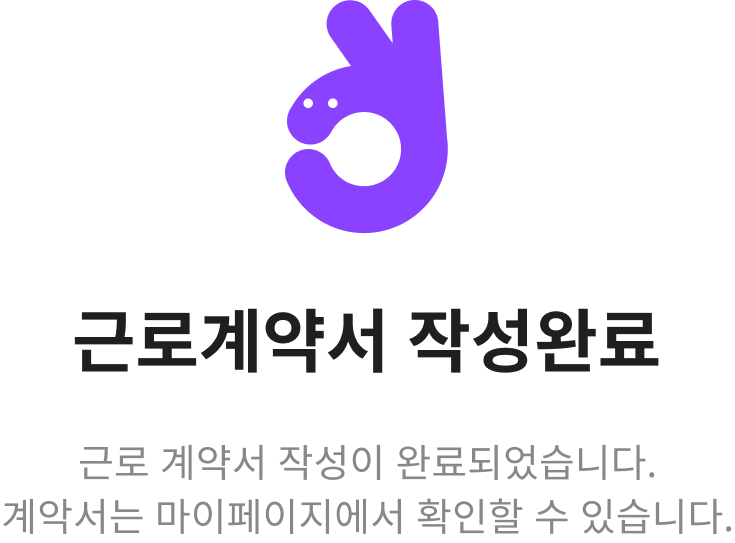 근로계약서 작성완료
근로 계약서 작성이 완료되었습니다.
계악서는 마이페이지에서 확인할 수 있습니다.